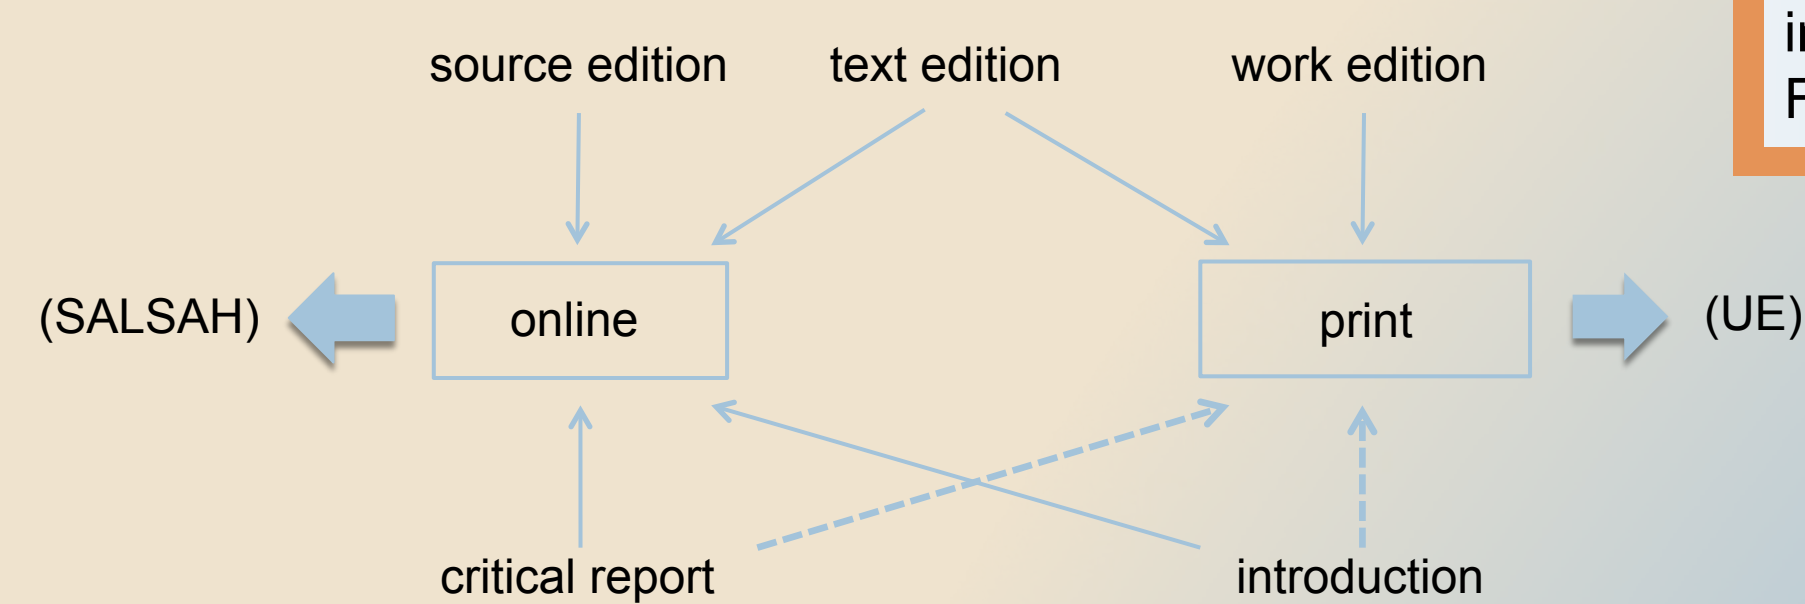 source edition text edition work edition
(SALSAH) online print (UE)
critical report introduction